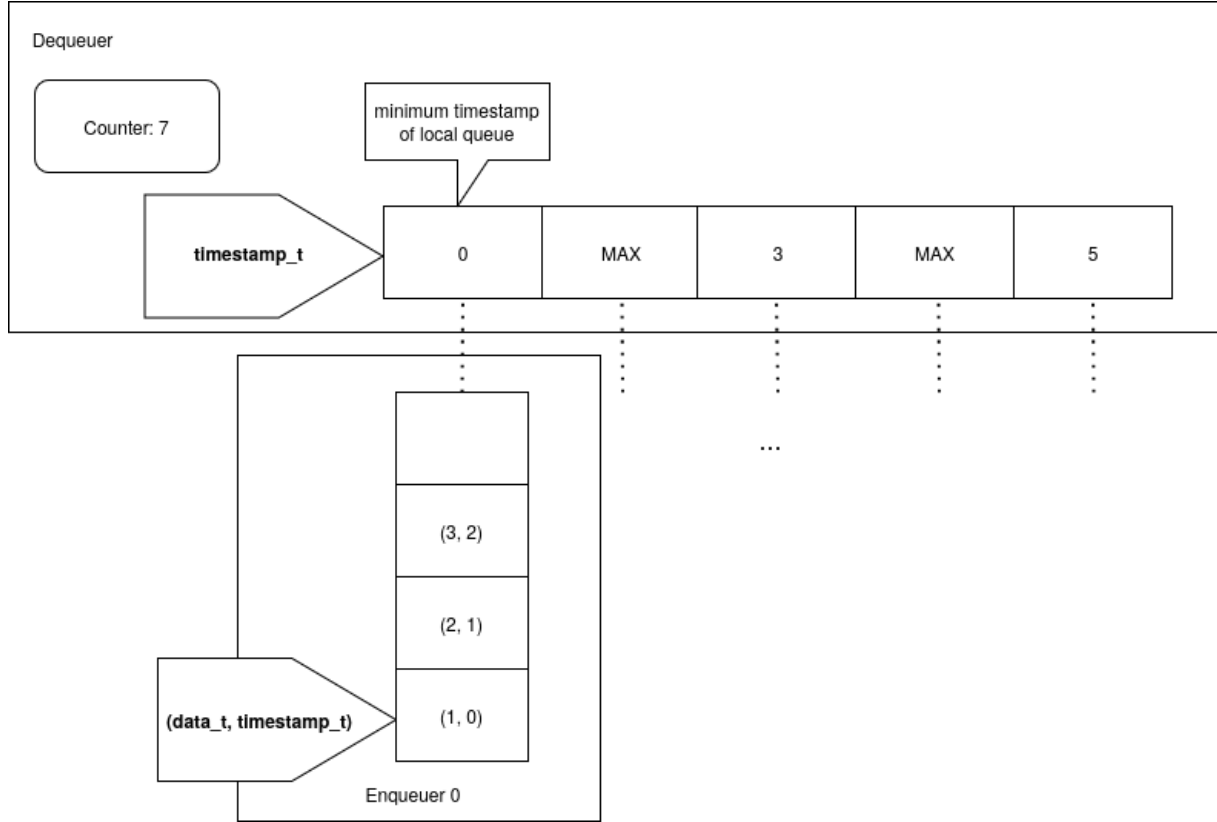 Dequeuer
Counter: 7
minimum timestamp
of local queue
timestamp_t
0
MAX
3
MAX
5
...
(3, 2)
(2, 1)
(data_t, timestamp_t)
(1, 0)
Enqueuer 0